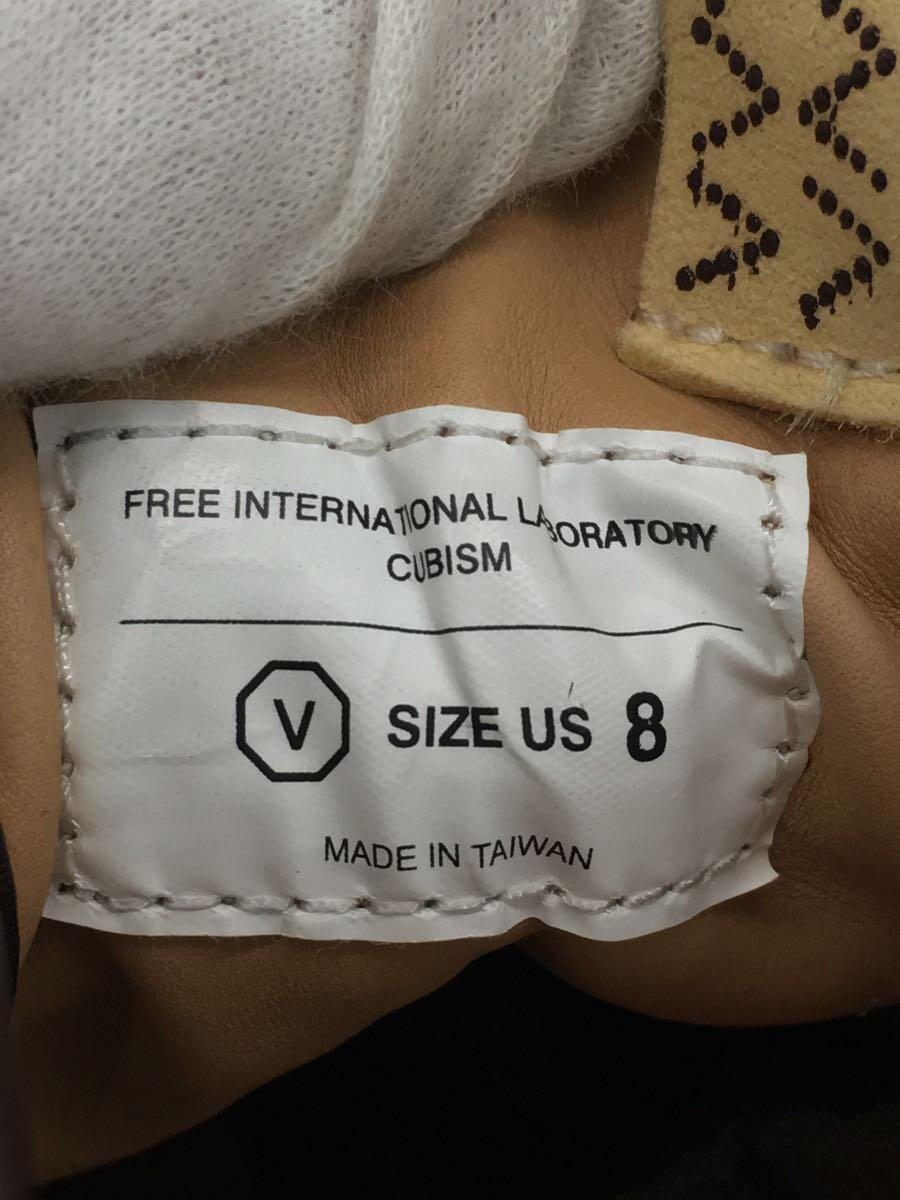 FREE INTERNATIONAL LABORATORY
CUBISM
V SIZE US 8
MADE IN TAIWAN